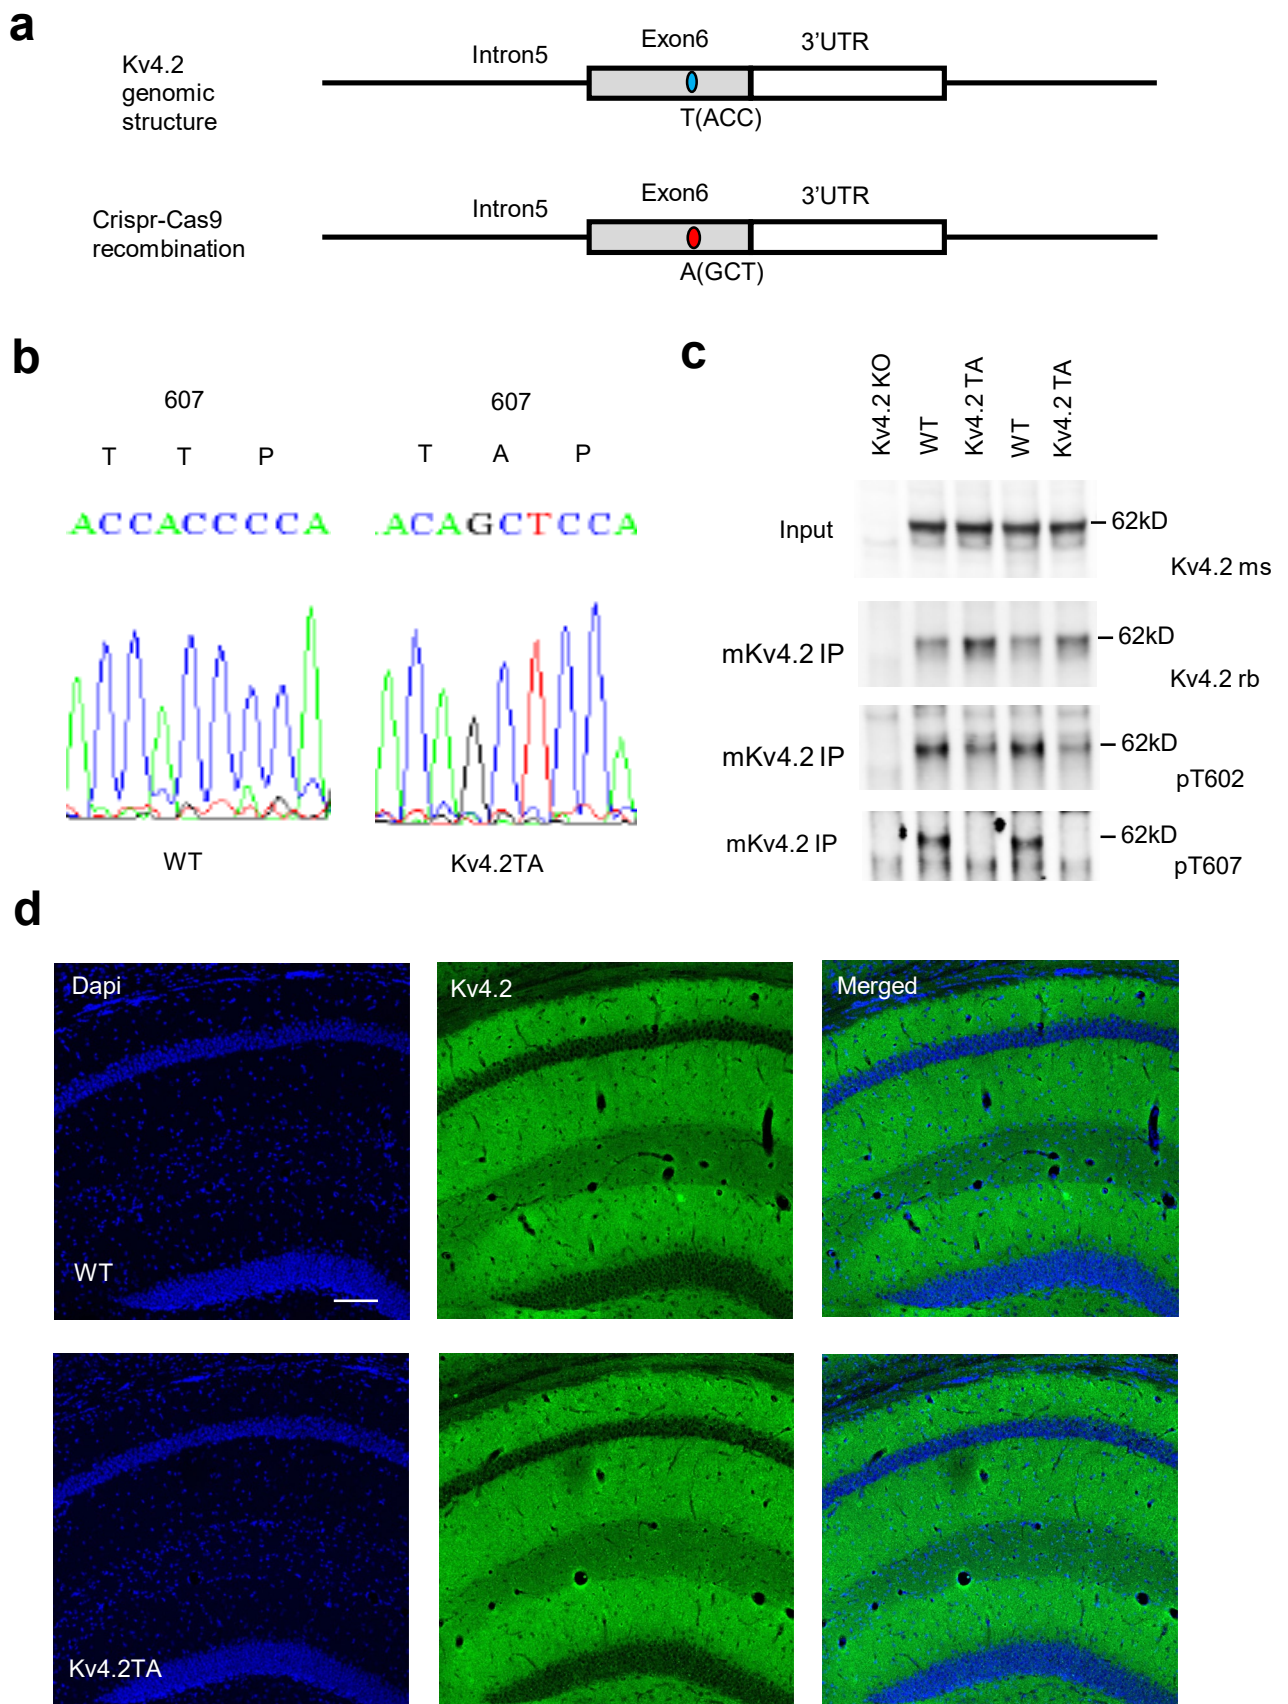 a
Kv4.2
genomic
structure
Intron5
Exon6
3’UTR
T(ACC)
Crispr-Cas9
recombination
Intron5
Exon6
3’UTR
A(GCT)
b
607
T T P
ACCACCCCA
WT
607
T A P
ACAGCTCCA
Kv4.2TA
c
Kv4.2 KO
WT
Kv4.2 TA
WT
Kv4.2 TA
Input
62kD
Kv4.2 ms
mKv4.2 IP
62kD
Kv4.2 rb
mKv4.2 IP
62kD
pT602
mKv4.2 IP
62kD
pT607
d
Dapi
WT
Kv4.2
Merged
Kv4.2TA